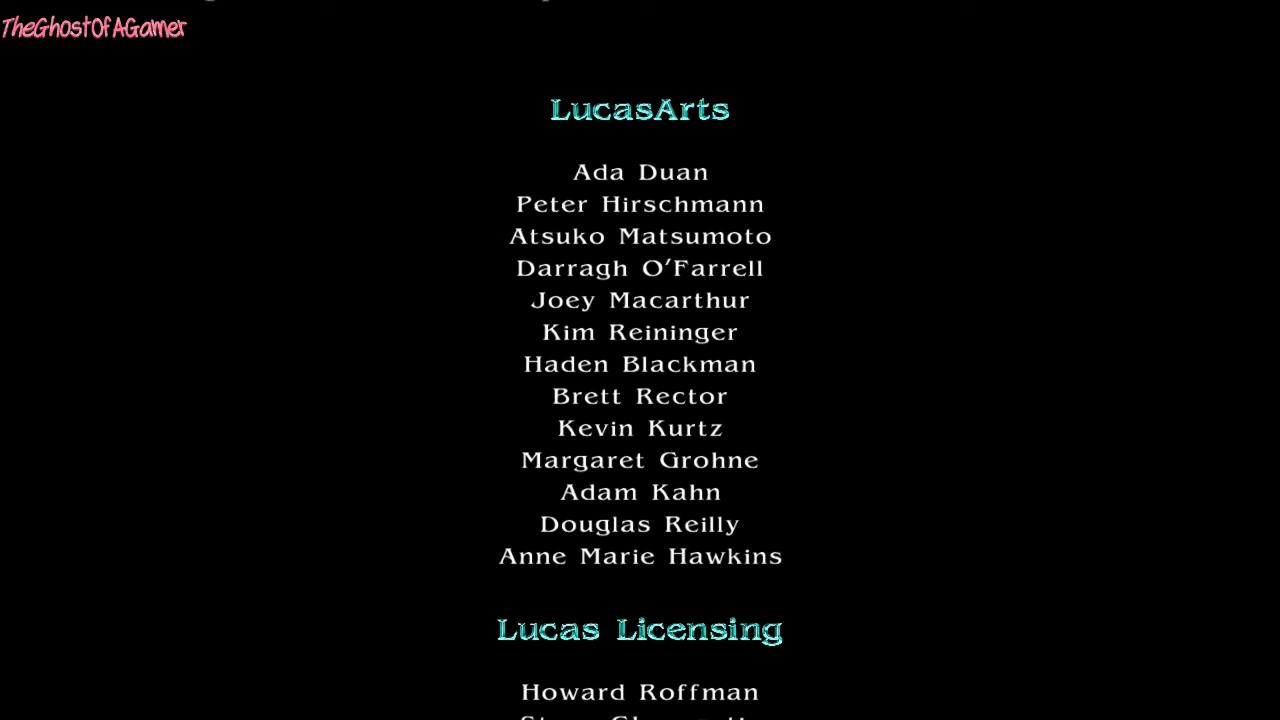 TheGhostOfAGamer
LucasArts
Ada Duan
Peter Hirschmann
Atsuko Matsumoto
Darragh O'Farrell
Joey Macarthur
Kim Reininger
Haden Blackman
Brett Rector
Kevin Kurtz
Margaret Grohne
Adam Kahn
Douglas Reilly
Anne Marie Hawkins
Lucas Licensing
Howard Roffman